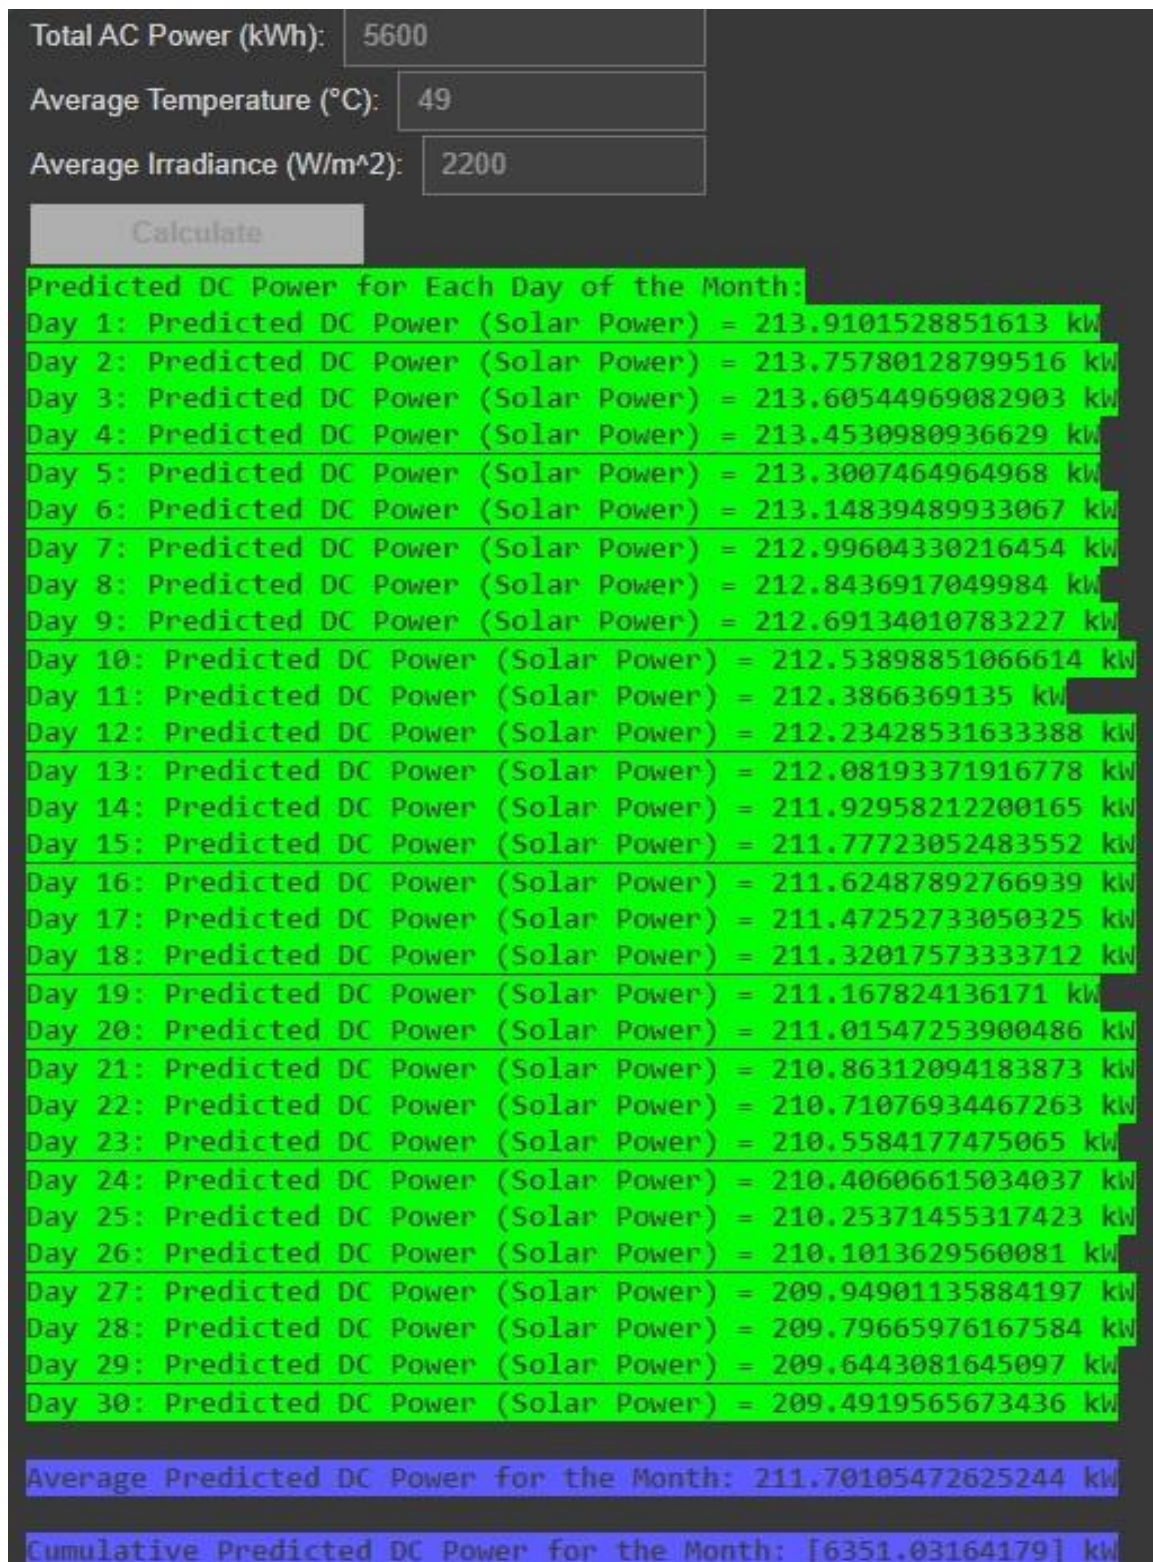 Total AC Power (kWh): 5600
Average Temperature (°C): 49
Average Irradiance (W/m^2): 2200
Calculate
Predicted DC Power for Each Day of the Month:
Day 1: Predicted DC Power (Solar Power) = 213.9101528851613 kW
Day 2: Predicted DC Power (Solar Power) = 213.75780128799516 kW
Day 3: Predicted DC Power (Solar Power) = 213.60544969082903 kW
Day 4: Predicted DC Power (Solar Power) = 213.4530980936629 kW
Day 5: Predicted DC Power (Solar Power) = 213.3007464964968 kW
Day 6: Predicted DC Power (Solar Power) = 213.14839489933067 kW
Day 7: Predicted DC Power (Solar Power) = 212.99604330216454 kW
Day 8: Predicted DC Power (Solar Power) = 212.8436917049984 kW
Day 9: Predicted DC Power (Solar Power) = 212.69134010783227 kW
Day 10: Predicted DC Power (Solar Power) = 212.53898851066614 kW
Day 11: Predicted DC Power (Solar Power) = 212.3866369135 kW
Day 12: Predicted DC Power (Solar Power) = 212.23428531633388 kW
Day 13: Predicted DC Power (Solar Power) = 212.08193371916778 kW
Day 14: Predicted DC Power (Solar Power) = 211.92958212200165 kW
Day 15: Predicted DC Power (Solar Power) = 211.77723052483552 kW
Day 16: Predicted DC Power (Solar Power) = 211.62487892766939 kW
Day 17: Predicted DC Power (Solar Power) = 211.47252733050325 kW
Day 18: Predicted DC Power (Solar Power) = 211.32017573333712 kW
Day 19: Predicted DC Power (Solar Power) = 211.167824136171 kW
Day 20: Predicted DC Power (Solar Power) = 211.01547253900486 kW
Day 21: Predicted DC Power (Solar Power) = 210.86312094183873 kW
Day 22: Predicted DC Power (Solar Power) = 210.71076934467263 kW
Day 23: Predicted DC Power (Solar Power) = 210.5584177475065 kW
Day 24: Predicted DC Power (Solar Power) = 210.40606615034037 kW
Day 25: Predicted DC Power (Solar Power) = 210.25371455317423 kW
Day 26: Predicted DC Power (Solar Power) = 210.1013629560081 kW
Day 27: Predicted DC Power (Solar Power) = 209.94901135884197 kW
Day 28: Predicted DC Power (Solar Power) = 209.79665976167584 kW
Day 29: Predicted DC Power (Solar Power) = 209.6443081645097 kW
Day 30: Predicted DC Power (Solar Power) = 209.4919565673436 kW
Average Predicted DC Power for the Month: 211.70105472625244 kW
Cumulative Predicted DC Power for the Month: [6351.03164179] kW